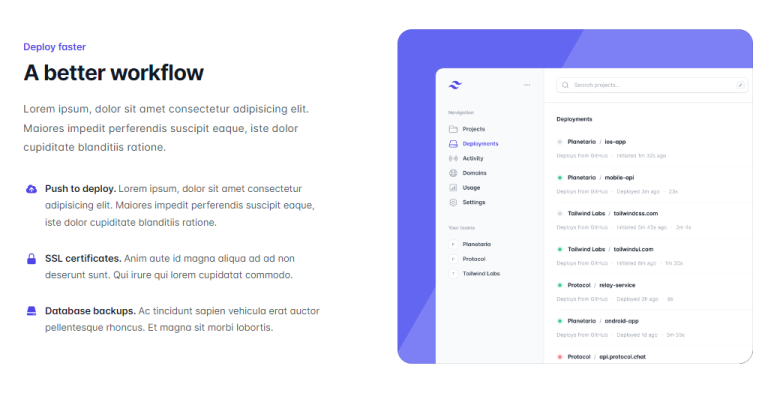 Deploy faster
A better workflow
Lorem ipsum, dolor sit amet consectetur adipisicing elit.
Maiores impedit perferendis suscipit eaque, iste dolor
cupiditate blanditiis ratione.
Push to deploy. Lorem ipsum, dolor sit amet consectetur
adipisicing elit. Maiores impedit perferendis suscipit eaque,
iste dolor cupiditate blanditiis ratione.
SSL certificates. Anim aute id magna aliqua ad ad non
deserunt sunt. Qui irure qui lorem cupidatat commodo.
Database backups. Ac tincidunt sapien vehicula erat auctor
pellentesque rhoncus. Et magna sit morbi lobortis.
Navigation
Projects
Deployments
Activity
Domains
Usage
Settings
Your teams
P Planetaria
P Protocol
T Tailwind Labs
Search projects... /
Deployments
Planetaria / ios-app
Deploys from GitHub · Initiated 1m 32s ago
Planetaria / mobile-api
Deploys from GitHub · Deployed 3m ago · 23s
Tailwind Labs / tailwindcss.com
Deploys from GitHub · Initiated 5m 43s ago · 3m 4s
Tailwind Labs / tailwindui.com
Deploys from GitHub · Initiated 6m ago · 1m 20s
Protocol / relay-service
Deploys from GitHub · Deployed 3h ago
Planetaria / android-app
Deploys from GitHub · Deployed 1d ago
Protocol / api.protocol.chat